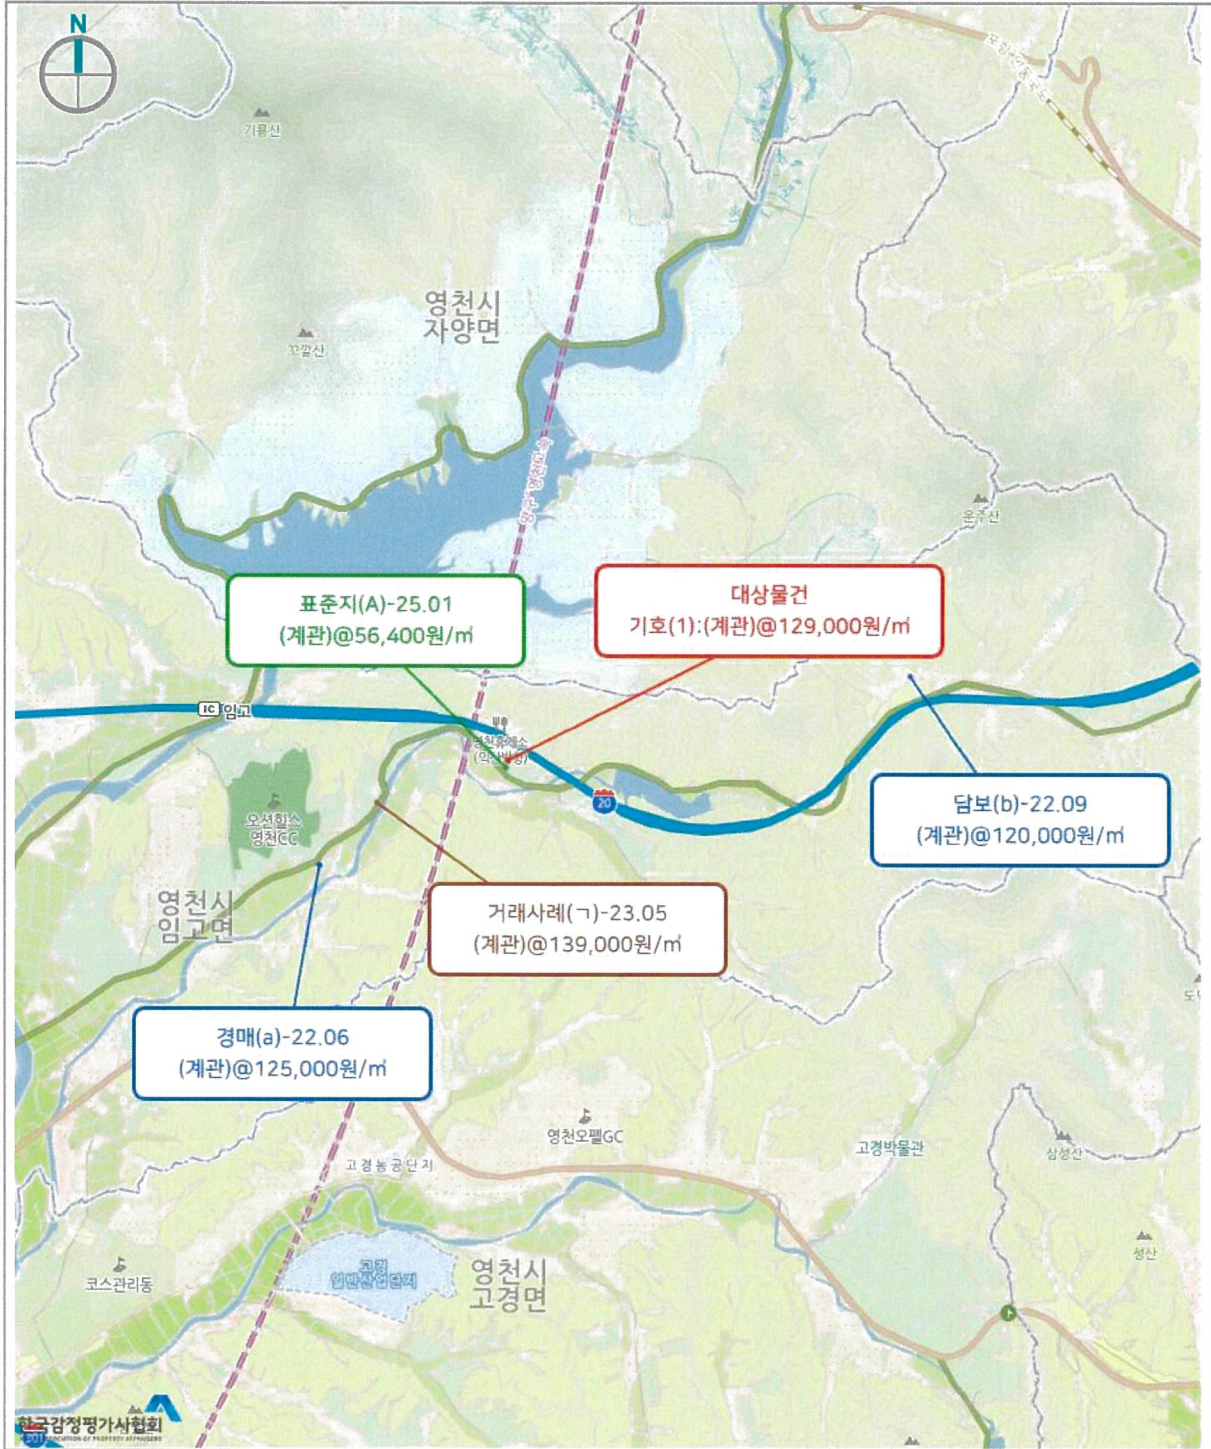 N
기룡산
영천시
자양면
꼬깔산
운주산
표준지(A)-25.01
(계관)@56,400원/㎡
대상물건
기호(1):(계관)@129,000원/㎡
IC 임고
영천휴게소
20
오션힐스
영천CC
담보(b)-22.09
(계관)@120,000원/㎡
영천시
임고면
거래사례(ㄱ)-23.05
(계관)@139,000원/㎡
경매(a)-22.06
(계관)@125,000원/㎡
영천오펠GC
고경박물관
삼성산
고경농공단지
성산
코스관리동
고경
일반산업단지
영천시
고경면
한국감정평가사협회